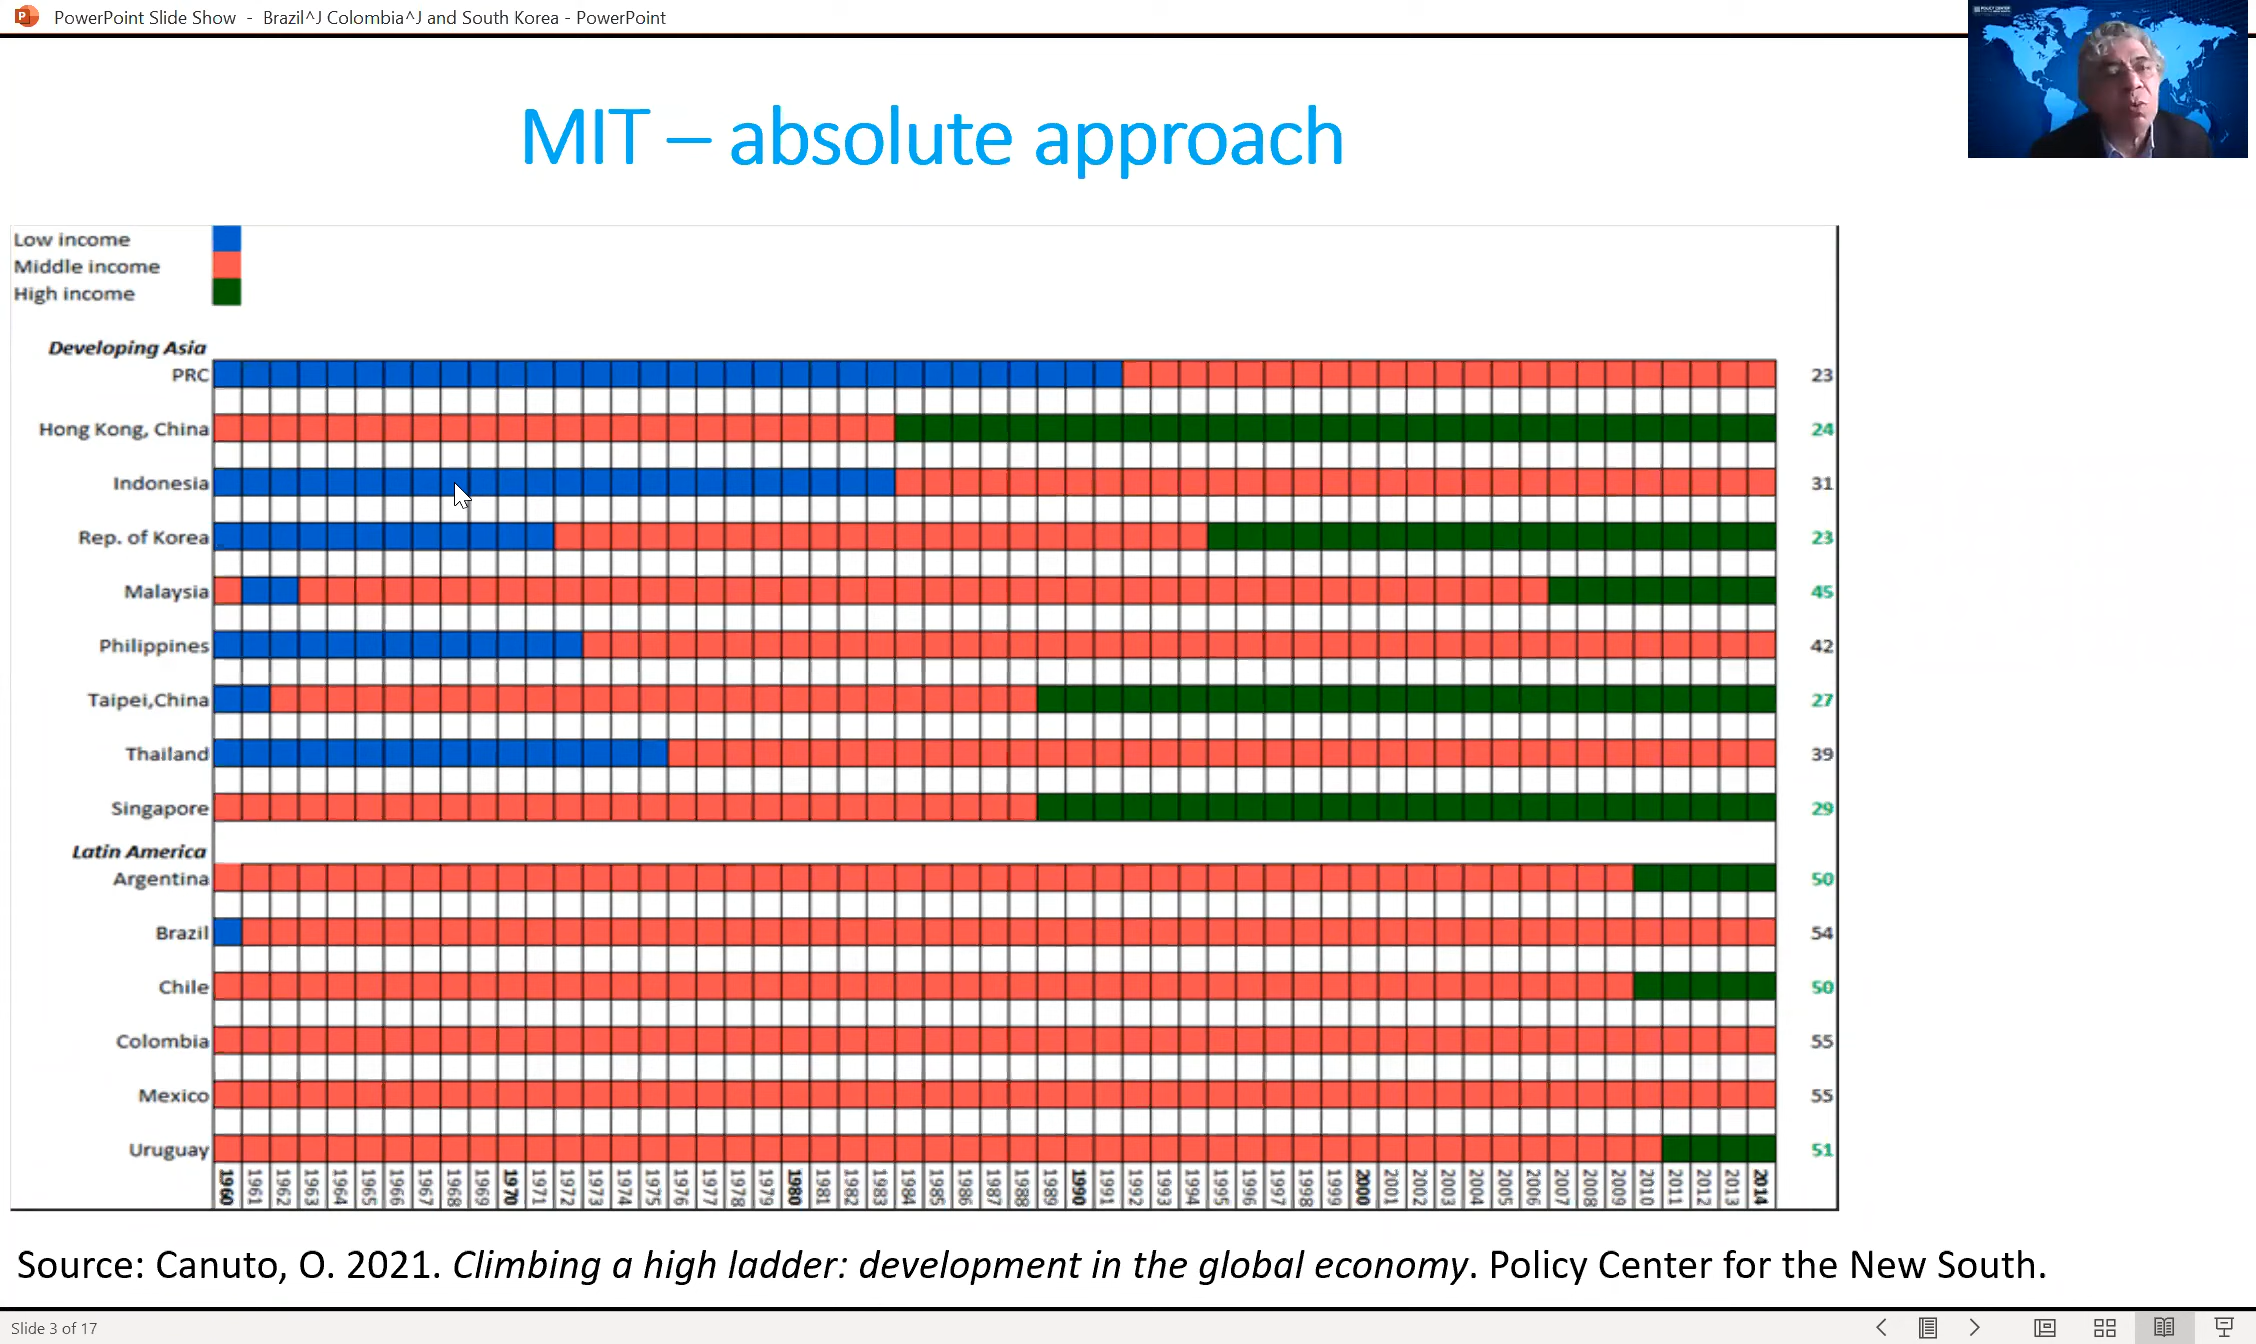 PowerPoint Slide Show - Brazil^J Colombia^J and South Korea - PowerPoint
POLICY CENTER
MIT – absolute approach
Low income
Middle income
High income
Developing Asia
PRC 23
Hong Kong, China 24
Indonesia 31
Rep. of Korea 23
Malaysia 45
Philippines 42
Taipei,China 27
Thailand 39
Singapore 29
Latin America
Argentina 50
Brazil 54
Chile 50
Colombia 55
Mexico 55
Uruguay 51
1960 1961 1962 1963 1964 1965 1966 1967 1968 1969 1970 1971 1972 1973 1974 1975 1976 1977 1978 1979 1980 1981 1982 1983 1984 1985 1986 1987 1988 1989 1990 1991 1992 1993 1994 1995 1996 1997 1998 1999 2000 2001 2002 2003 2004 2005 2006 2007 2008 2009 2010 2011 2012 2013 2014
Source: Canuto, O. 2021. Climbing a high ladder: development in the global economy. Policy Center for the New South.
Slide 3 of 17